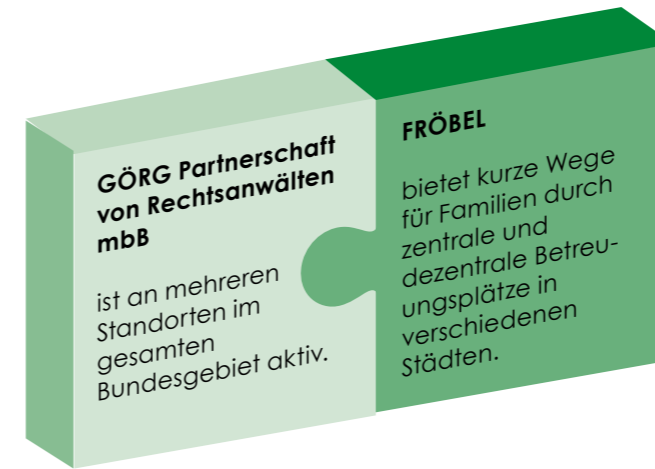 GÖRG Partnerschaft
von Rechtsanwälten
mbB
ist an mehreren
Standorten im
gesamten
Bundesgebiet aktiv.
FRÖBEL
bietet kurze Wege
für Familien durch
zentrale und
dezentrale Betreu-
ungsplätze in
verschiedenen
Städten.